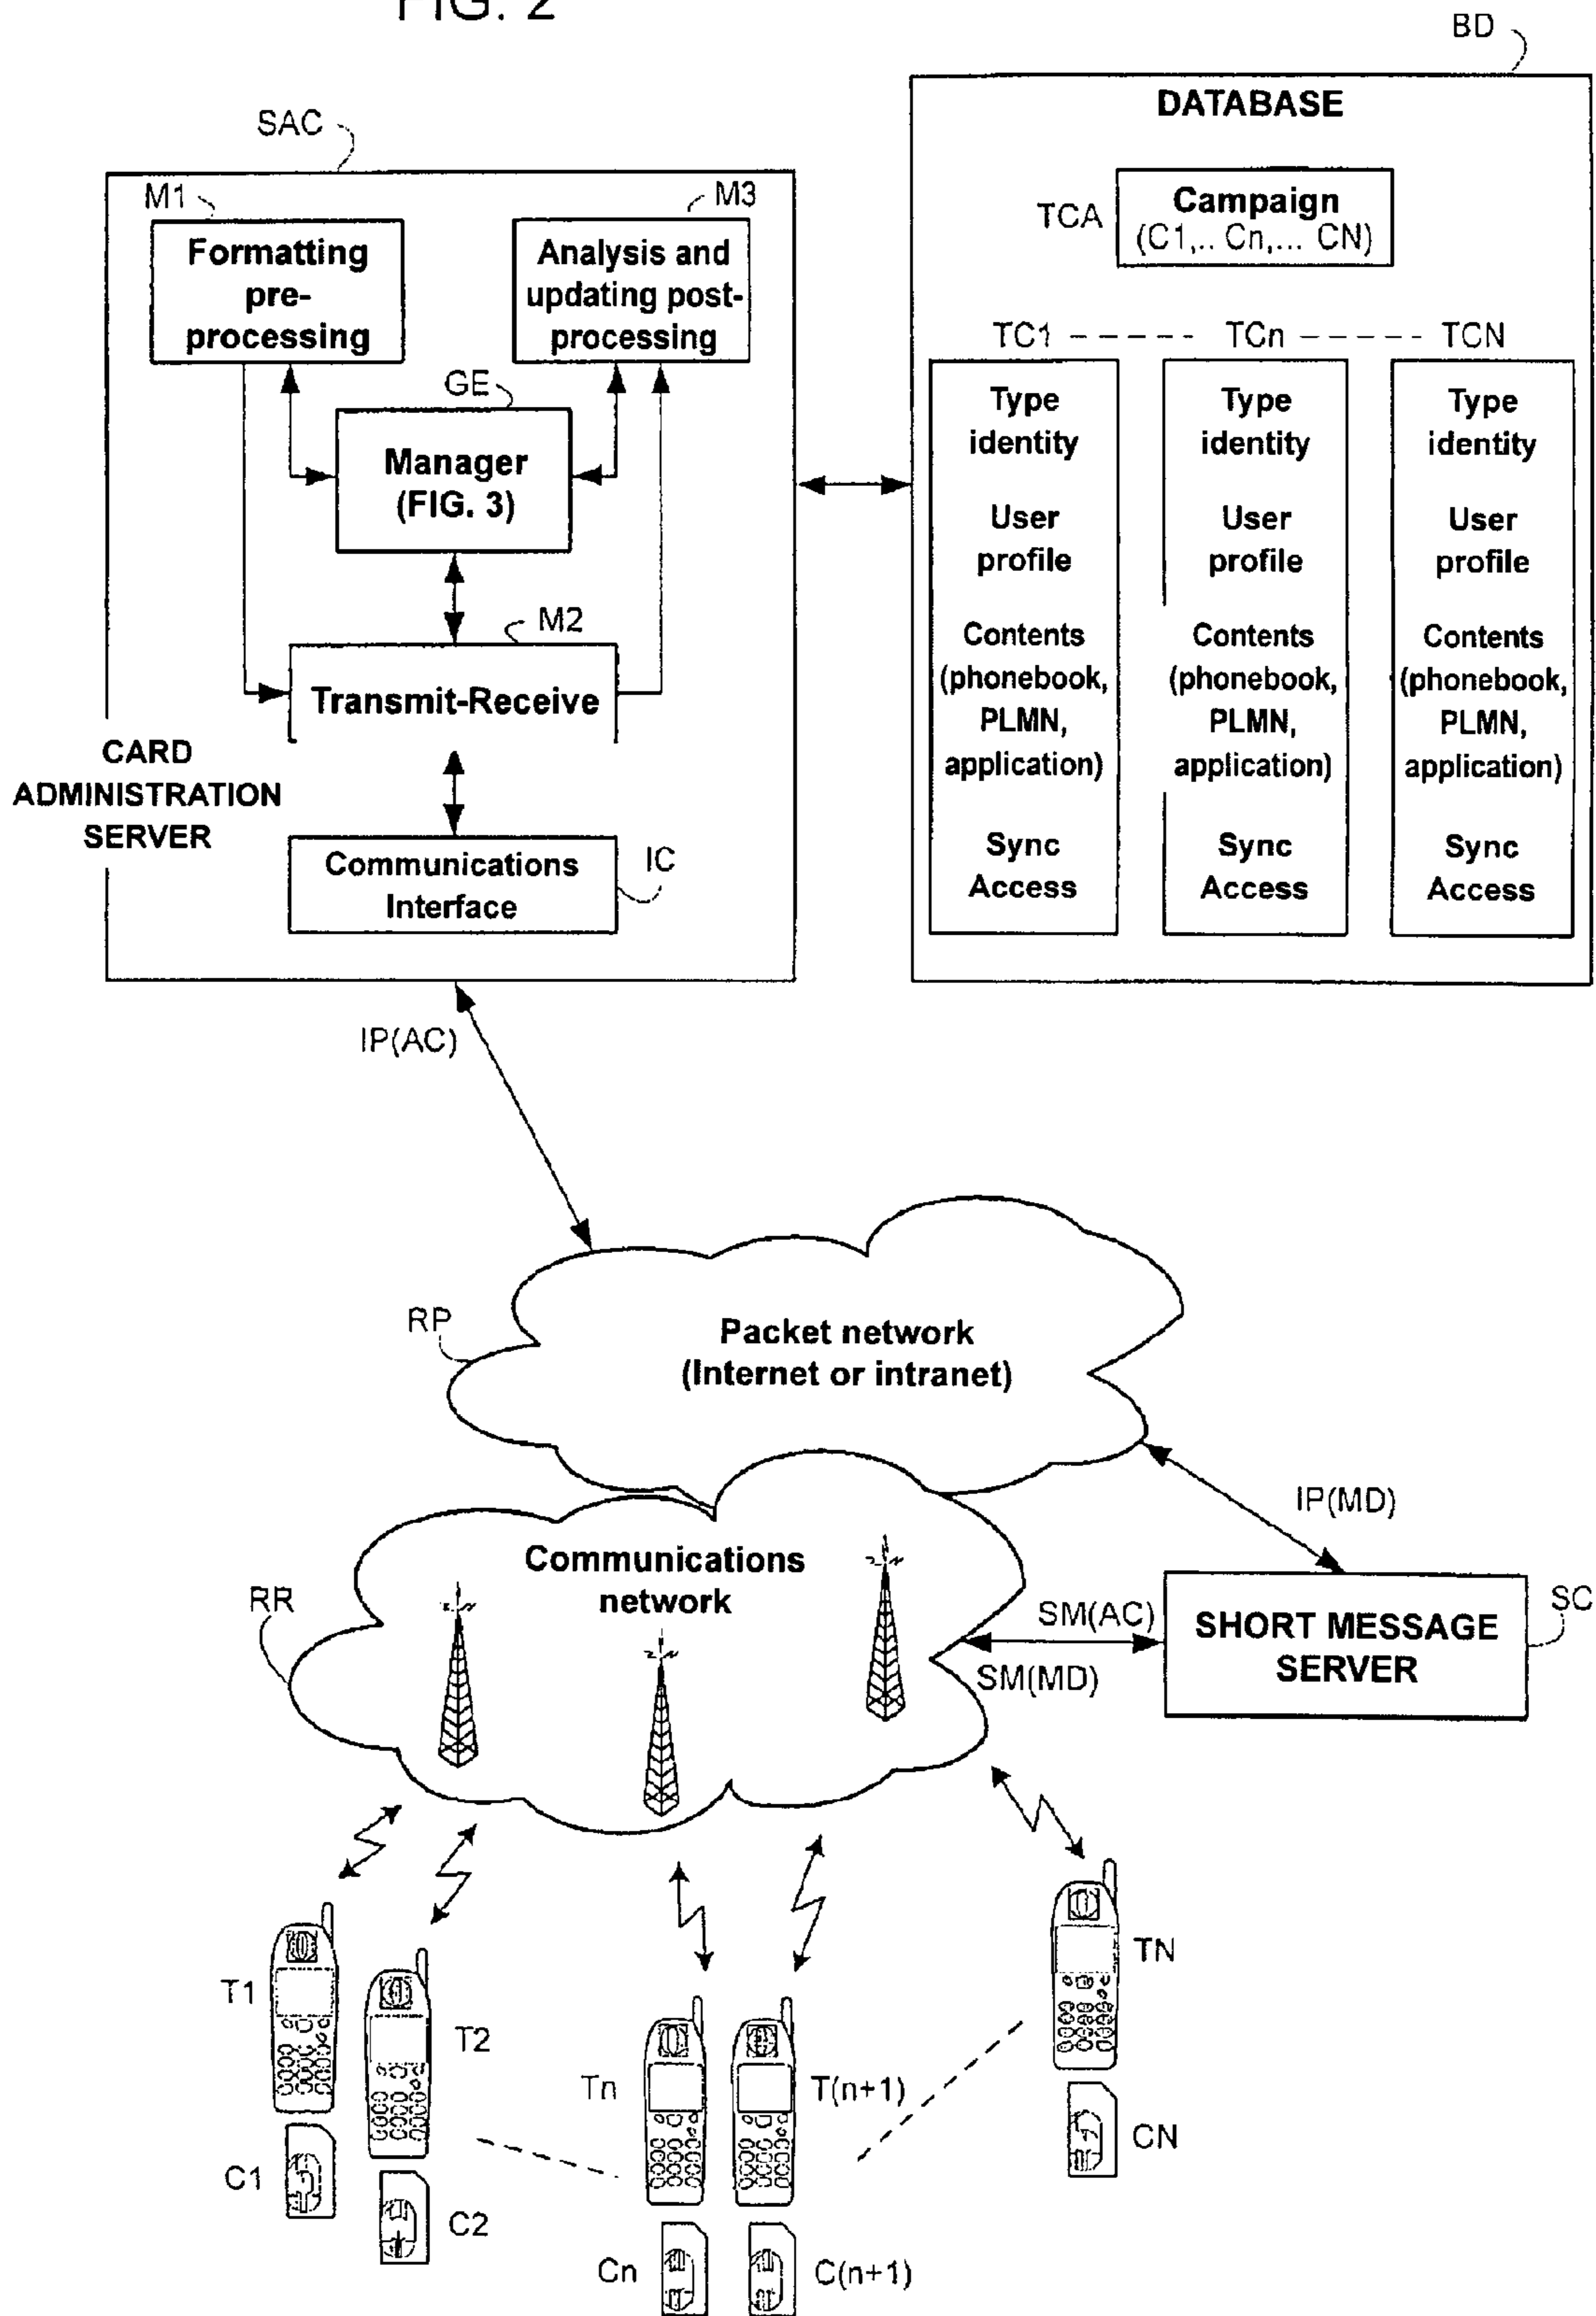 FIG. 2
BD
DATABASE
SAC
M1
M3
TCA
Campaign
(C1,.. Cn,... CN)
Formatting
pre-
processing
Analysis and
updating post-
processing
TC1 ----- TCn ----- TCN
GE
Manager
(FIG. 3)
Type
identity
User
profile
Contents
(phonebook,
PLMN,
application)
Sync
Access
Type
identity
User
profile
Contents
(phonebook,
PLMN,
application)
Sync
Access
Type
identity
User
profile
Contents
(phonebook,
PLMN,
application)
Sync
Access
M2
Transmit-Receive
CARD
ADMINISTRATION
SERVER
Communications
Interface
IC
IP(AC)
RP
Packet network
(Internet or intranet)
IP(MD)
Communications
network
RR
SM(AC)
SM(MD)
SHORT MESSAGE
SERVER
SC
T1
T2
Tn
T(n+1)
TN
C1
C2
Cn
C(n+1)
CN